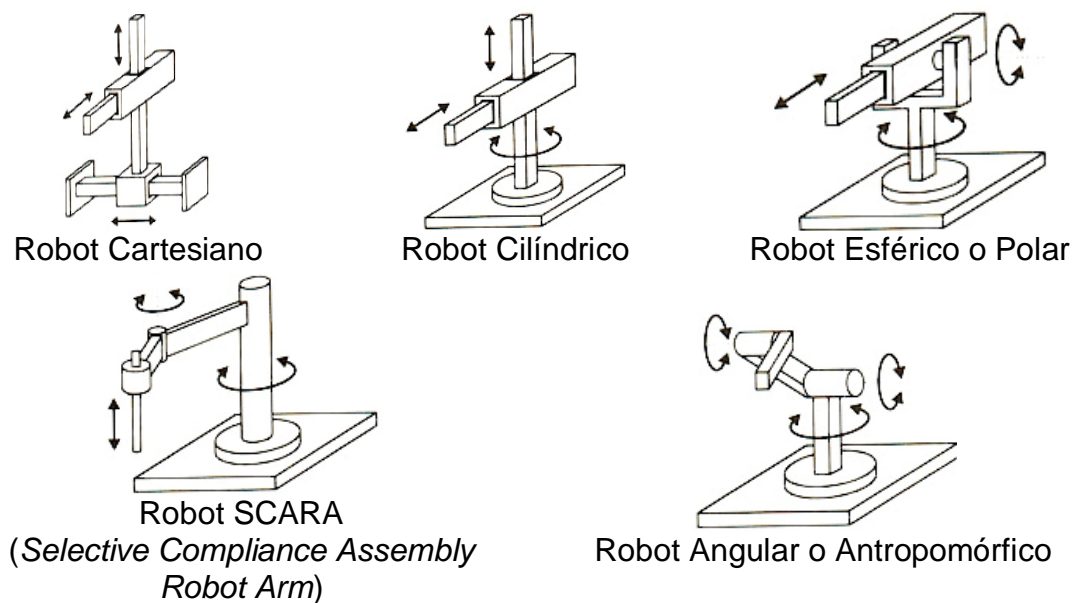 Robot Cartesiano
Robot Cilíndrico
Robot Esférico o Polar
Robot SCARA
(Selective Compliance Assembly
Robot Arm)
Robot Angular o Antropomórfico